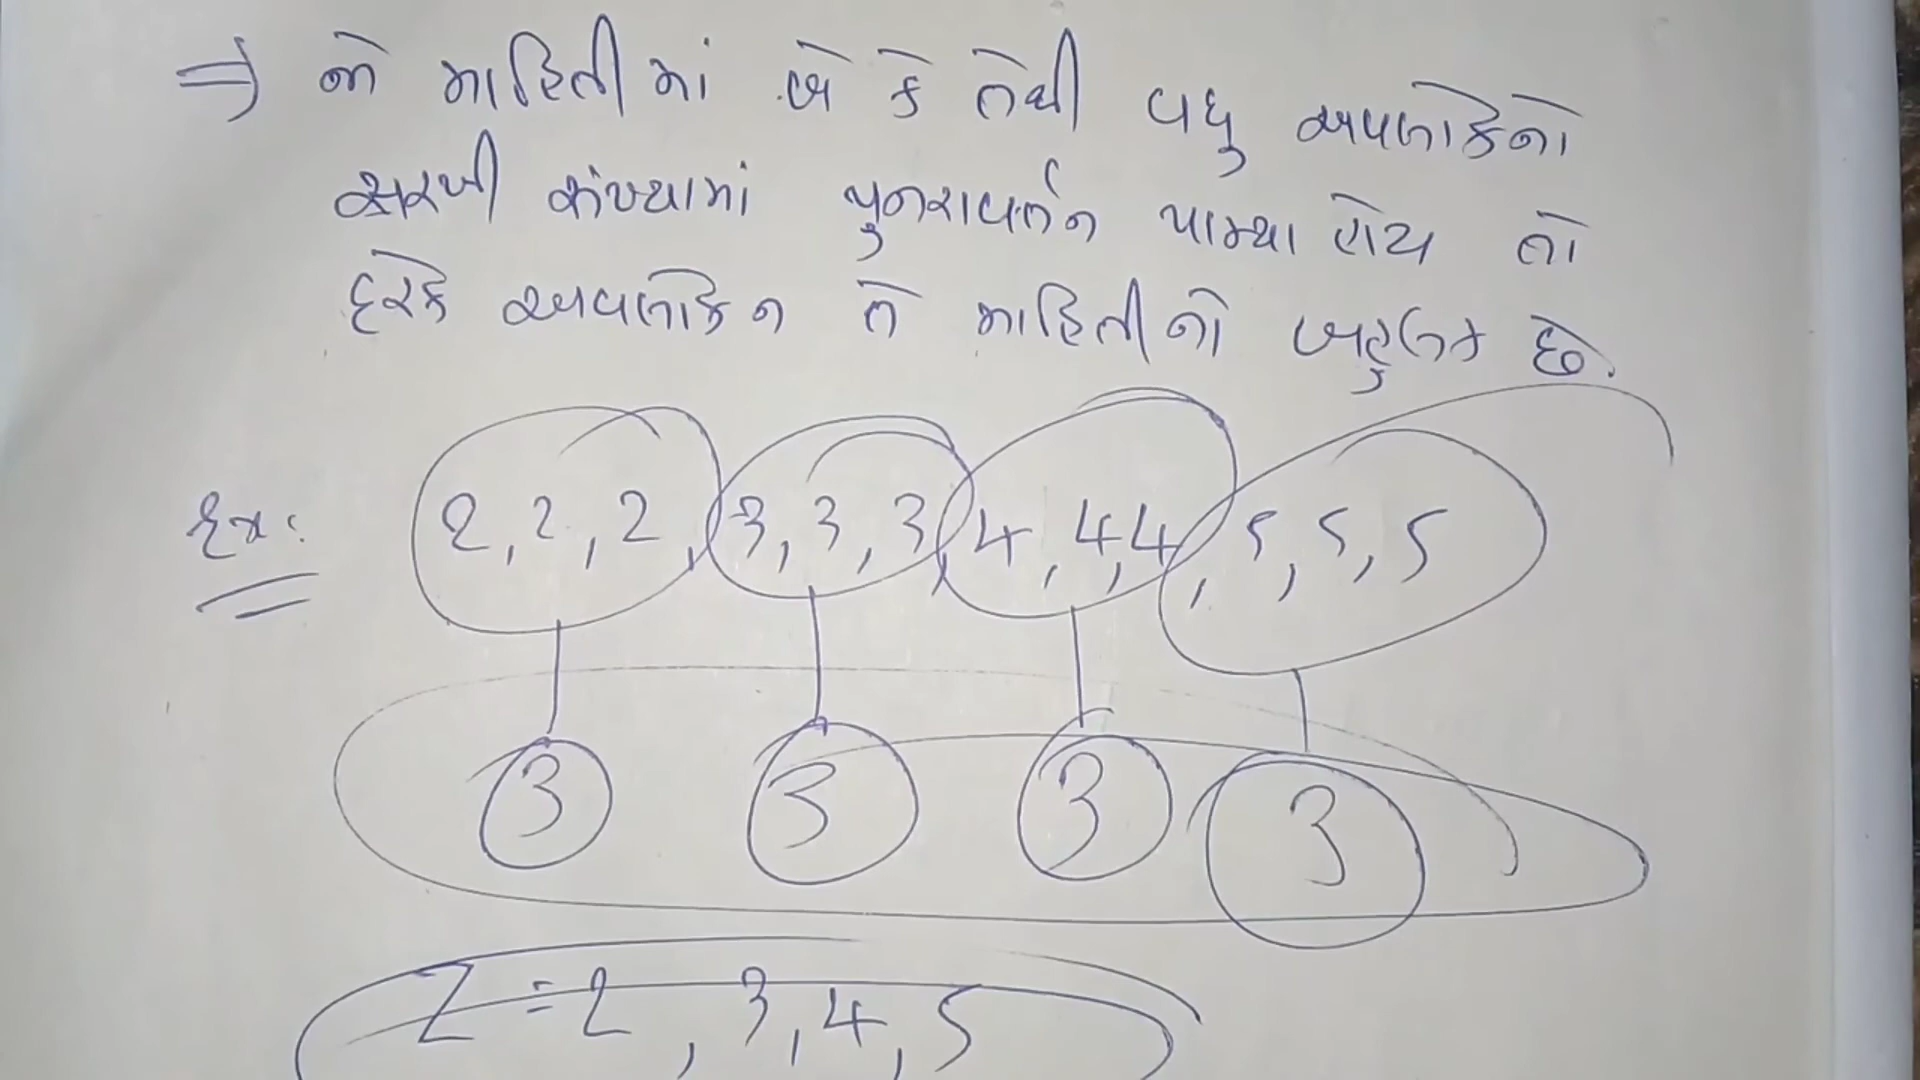 ⇒ જો માહિતીમાં બે કે તેથી વધુ અવલોકનો
સરખી સંખ્યામાં પુનરાવર્તન પામ્યા હોય તો
દરેક અવલોકન તે માહિતીનો બહુલક છે.
Ex: 2, 2, 2, 3, 3, 3, 4, 4, 4, 5, 5, 5
3 3 3 3
Z = 2, 3, 4, 5